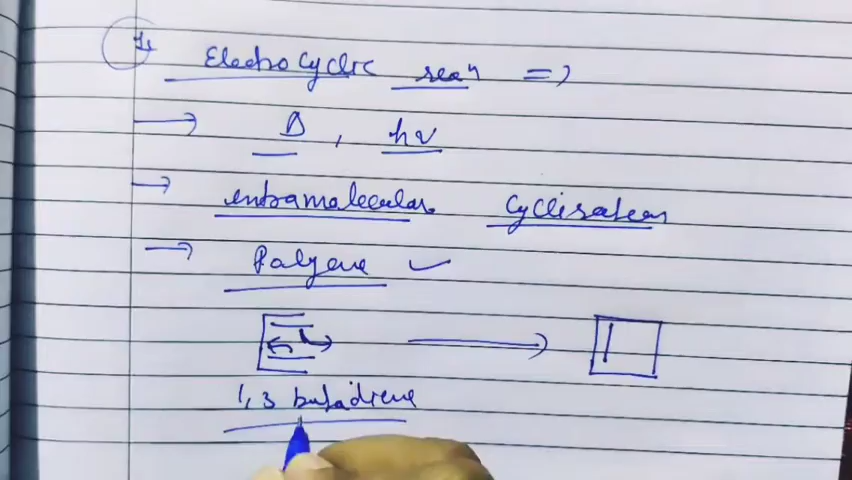 Electrocyclic reaⁿ =>
→ Δ, hν
→ intramolecular cyclisation
→ Polyene ✓
1,3 butadiene